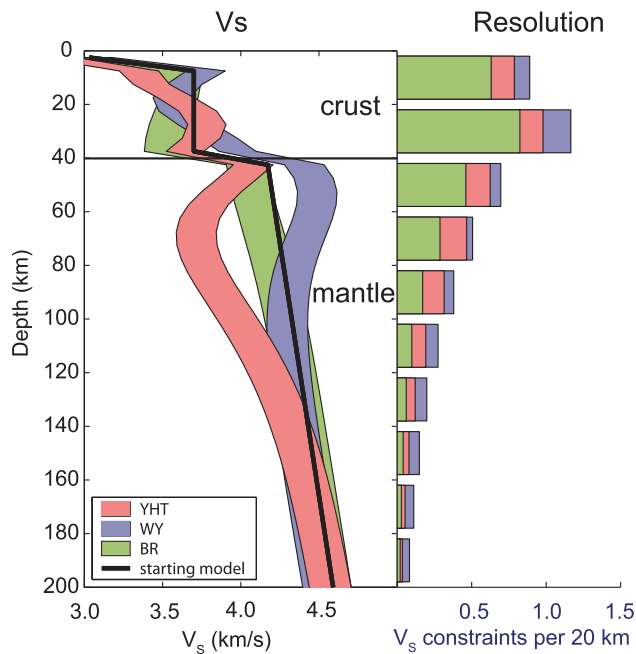 Vs
Resolution
0
20
40
60
80
100
120
140
160
180
200
Depth (km)
crust
mantle
YHT
WY
BR
starting model
3.0
3.5
4.0
4.5
0.5
1.0
1.5
V_S (km/s)
V_S constraints per 20 km